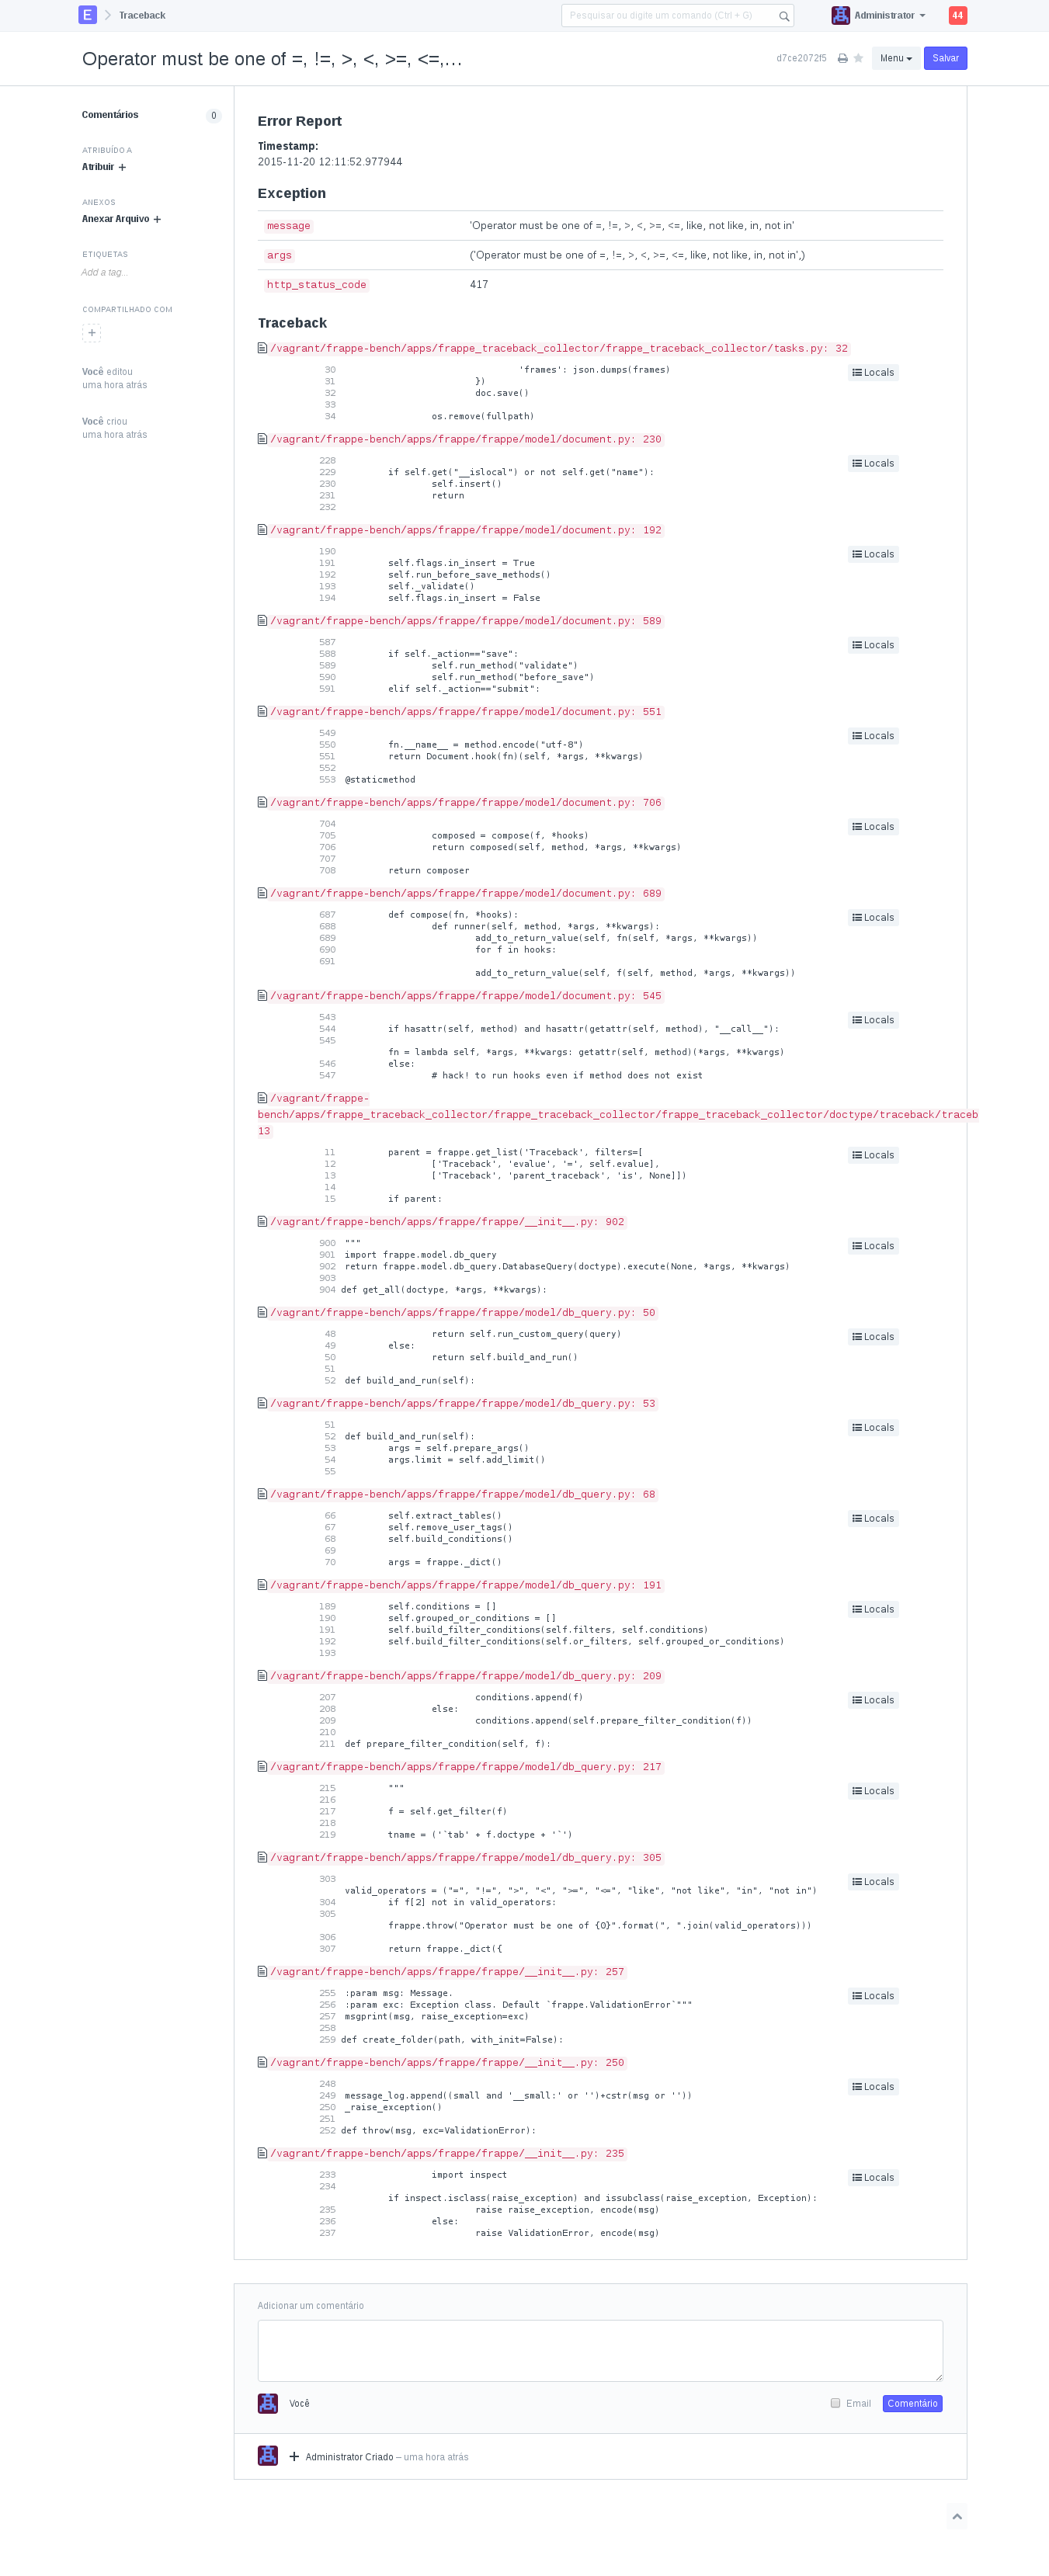 E Traceback Pesquisar ou digite um comando (Ctrl + G) Administrator 44
Operator must be one of =, !=, >, <, >=, <=,... d7ce2072f5 Menu Salvar
Comentários 0
ATRIBUÍDO A
Atribuir +
ANEXOS
Anexar Arquivo +
ETIQUETAS
Add a tag...
COMPARTILHADO COM
+
Você editou
uma hora atrás
Você criou
uma hora atrás
Error Report
Timestamp:
2015-11-20 12:11:52.977944
Exception
message 'Operator must be one of =, !=, >, <, >=, <=, like, not like, in, not in'
args ('Operator must be one of =, !=, >, <, >=, <=, like, not like, in, not in',)
http_status_code 417
Traceback
/vagrant/frappe-bench/apps/frappe_traceback_collector/frappe_traceback_collector/tasks.py: 32
30 'frames': json.dumps(frames) Locals
31 })
32 doc.save()
33
34 os.remove(fullpath)
/vagrant/frappe-bench/apps/frappe/frappe/model/document.py: 230
228 Locals
229 if self.get("__islocal") or not self.get("name"):
230 self.insert()
231 return
232
/vagrant/frappe-bench/apps/frappe/frappe/model/document.py: 192
190 Locals
191 self.flags.in_insert = True
192 self.run_before_save_methods()
193 self._validate()
194 self.flags.in_insert = False
/vagrant/frappe-bench/apps/frappe/frappe/model/document.py: 589
587 Locals
588 if self._action=="save":
589 self.run_method("validate")
590 self.run_method("before_save")
591 elif self._action=="submit":
/vagrant/frappe-bench/apps/frappe/frappe/model/document.py: 551
549 Locals
550 fn.__name__ = method.encode("utf-8")
551 return Document.hook(fn)(self, *args, **kwargs)
552
553 @staticmethod
/vagrant/frappe-bench/apps/frappe/frappe/model/document.py: 706
704 Locals
705 composed = compose(f, *hooks)
706 return composed(self, method, *args, **kwargs)
707
708 return composer
/vagrant/frappe-bench/apps/frappe/frappe/model/document.py: 689
687 def compose(fn, *hooks): Locals
688 def runner(self, method, *args, **kwargs):
689 add_to_return_value(self, fn(self, *args, **kwargs))
690 for f in hooks:
691
add_to_return_value(self, f(self, method, *args, **kwargs))
/vagrant/frappe-bench/apps/frappe/frappe/model/document.py: 545
543 Locals
544 if hasattr(self, method) and hasattr(getattr(self, method), "__call__"):
545
fn = lambda self, *args, **kwargs: getattr(self, method)(*args, **kwargs)
546 else:
547 # hack! to run hooks even if method does not exist
/vagrant/frappe-
bench/apps/frappe_traceback_collector/frappe_traceback_collector/frappe_traceback_collector/doctype/traceback/traceb
13
11 parent = frappe.get_list('Traceback', filters=[ Locals
12 ['Traceback', 'evalue', '=', self.evalue],
13 ['Traceback', 'parent_traceback', 'is', None]])
14
15 if parent:
/vagrant/frappe-bench/apps/frappe/frappe/__init__.py: 902
900 """ Locals
901 import frappe.model.db_query
902 return frappe.model.db_query.DatabaseQuery(doctype).execute(None, *args, **kwargs)
903
904 def get_all(doctype, *args, **kwargs):
/vagrant/frappe-bench/apps/frappe/frappe/model/db_query.py: 50
48 return self.run_custom_query(query) Locals
49 else:
50 return self.build_and_run()
51
52 def build_and_run(self):
/vagrant/frappe-bench/apps/frappe/frappe/model/db_query.py: 53
51 Locals
52 def build_and_run(self):
53 args = self.prepare_args()
54 args.limit = self.add_limit()
55
/vagrant/frappe-bench/apps/frappe/frappe/model/db_query.py: 68
66 self.extract_tables() Locals
67 self.remove_user_tags()
68 self.build_conditions()
69
70 args = frappe._dict()
/vagrant/frappe-bench/apps/frappe/frappe/model/db_query.py: 191
189 self.conditions = [] Locals
190 self.grouped_or_conditions = []
191 self.build_filter_conditions(self.filters, self.conditions)
192 self.build_filter_conditions(self.or_filters, self.grouped_or_conditions)
193
/vagrant/frappe-bench/apps/frappe/frappe/model/db_query.py: 209
207 conditions.append(f) Locals
208 else:
209 conditions.append(self.prepare_filter_condition(f))
210
211 def prepare_filter_condition(self, f):
/vagrant/frappe-bench/apps/frappe/frappe/model/db_query.py: 217
215 """ Locals
216
217 f = self.get_filter(f)
218
219 tname = ('`tab' + f.doctype + '`')
/vagrant/frappe-bench/apps/frappe/frappe/model/db_query.py: 305
303 Locals
valid_operators = ("=", "!=", ">", "<", ">=", "<=", "like", "not like", "in", "not in")
304 if f[2] not in valid_operators:
305
frappe.throw("Operator must be one of {0}".format(", ".join(valid_operators)))
306
307 return frappe._dict({
/vagrant/frappe-bench/apps/frappe/frappe/__init__.py: 257
255 :param msg: Message. Locals
256 :param exc: Exception class. Default `frappe.ValidationError`"""
257 msgprint(msg, raise_exception=exc)
258
259 def create_folder(path, with_init=False):
/vagrant/frappe-bench/apps/frappe/frappe/__init__.py: 250
248 Locals
249 message_log.append((small and '__small:' or '')+cstr(msg or ''))
250 _raise_exception()
251
252 def throw(msg, exc=ValidationError):
/vagrant/frappe-bench/apps/frappe/frappe/__init__.py: 235
233 import inspect Locals
234
if inspect.isclass(raise_exception) and issubclass(raise_exception, Exception):
235 raise raise_exception, encode(msg)
236 else:
237 raise ValidationError, encode(msg)
Adicionar um comentário
Você Email Comentário
+ Administrator Criado – uma hora atrás